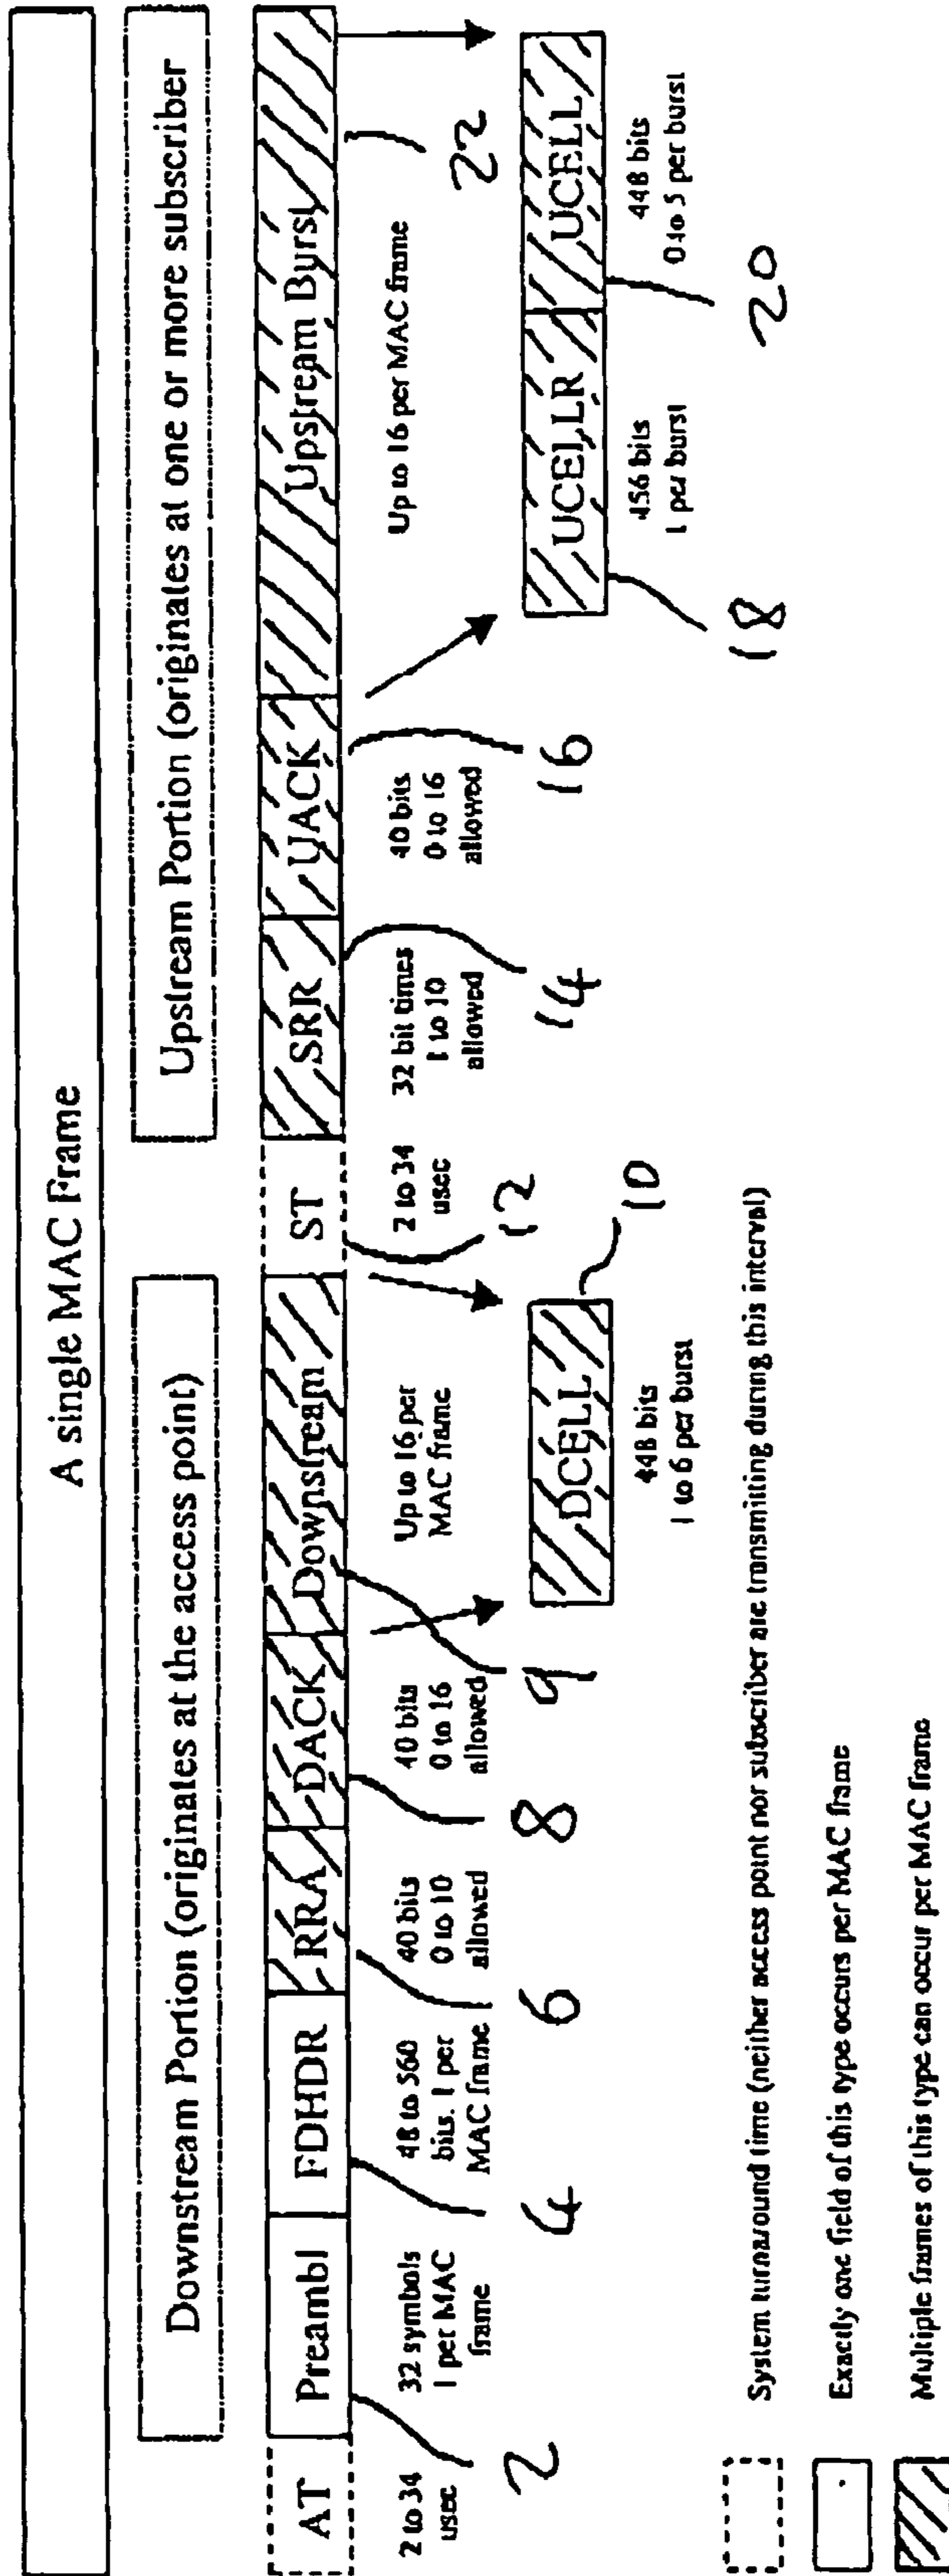 A single MAC Frame
Downstream Portion (originates at the access point)
Upstream Portion (originates at one or more subscriber
AT
Preambl
FDHDR
RRA
DACK
Downstream
ST
SRR
UACK
Upstream Burst
2 to 34
usec
32 symbols
1 per MAC
frame
48 to 560
bits. 1 per
MAC frame
40 bits
0 to 10
allowed
40 bits
0 to 16
allowed
Up to 16 per
MAC frame
2 to 34
usec
32 bit times
1 to 10
allowed
40 bits
0 to 16
allowed
Up to 16 per MAC frame
2
4
6
8
9
12
14
16
22
DCELL
10
448 bits
1 to 6 per burst
UCELLR
UCELL
456 bits
1 per burst
448 bits
0 to 5 per burst
18
20
System turnaround time (neither access point nor subscriber are transmitting during this interval)
Exactly one field of this type occurs per MAC frame
Multiple frames of this type can occur per MAC frame